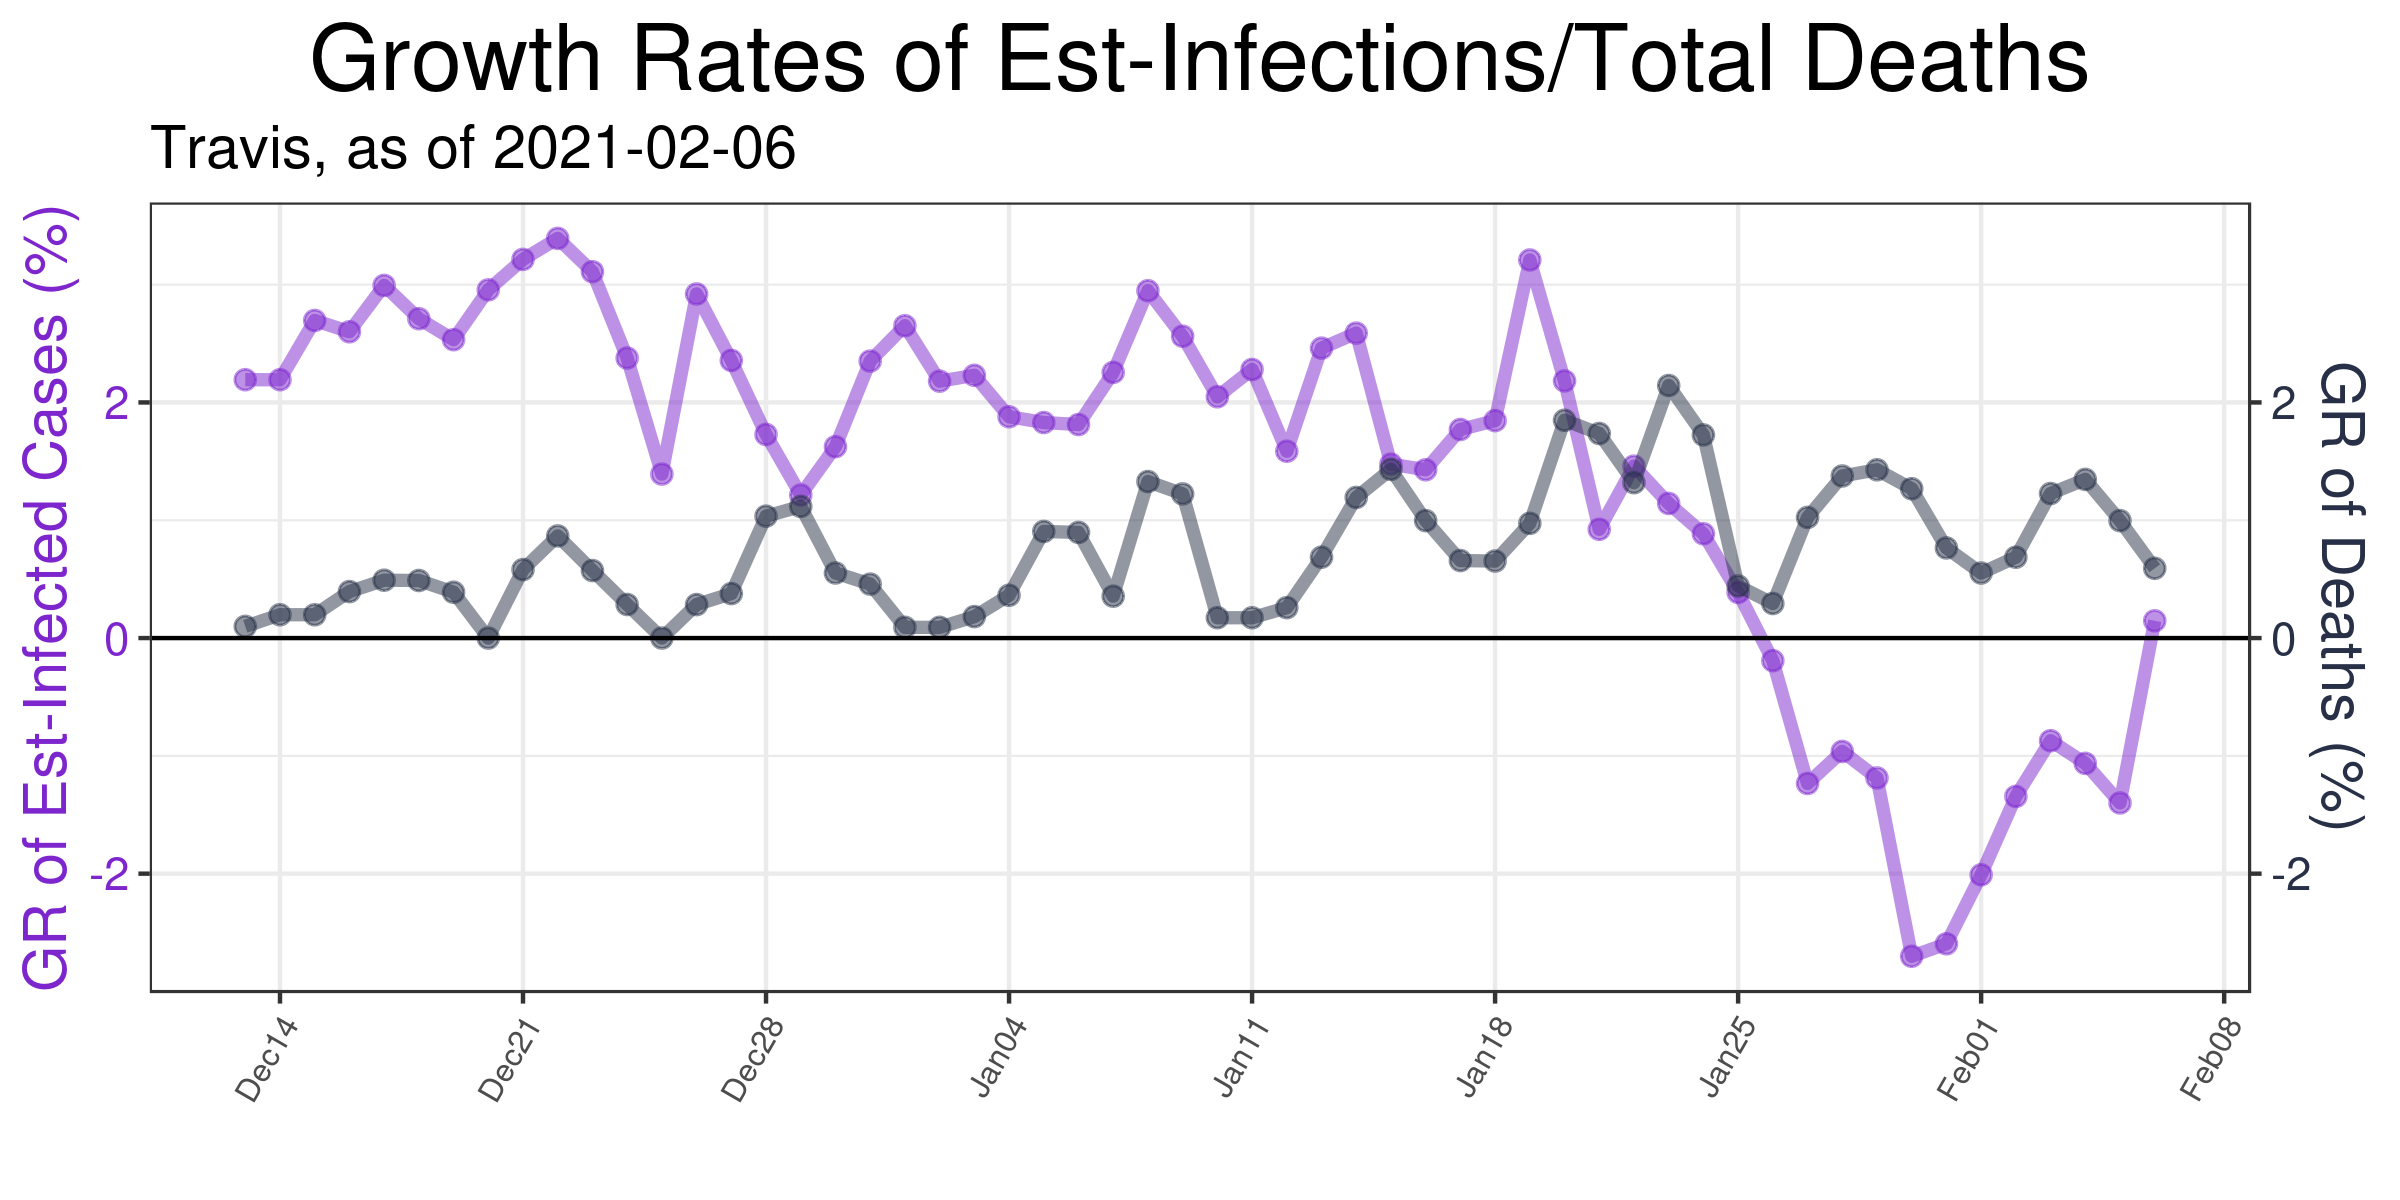 Growth Rates of Est-Infections/Total Deaths
Travis, as of 2021-02-06
GR of Est-Infected Cases (%)
2
0
-2
2
0
-2
GR of Deaths (%)
Dec14
Dec21
Dec28
Jan04
Jan11
Jan18
Jan25
Feb01
Feb08